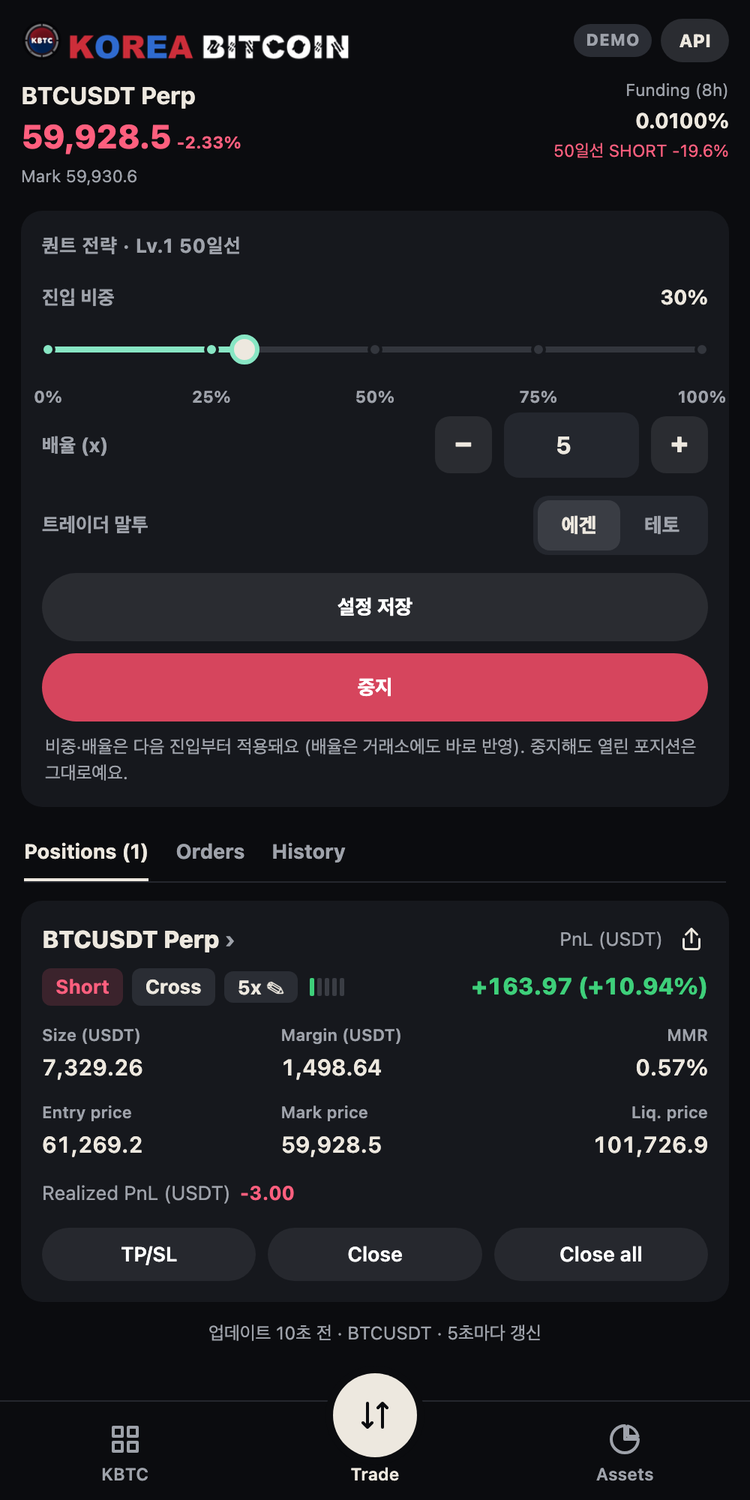 KBTC KOREA BITCOIN DEMO API
BTCUSDT Perp Funding (8h)
59,928.5 -2.33% 0.0100%
Mark 59,930.6 50일선 SHORT -19.6%
퀀트 전략 · Lv.1 50일선
진입 비중 30%
0% 25% 50% 75% 100%
배율 (x) − 5 +
트레이더 말투 에겐 테토
설정 저장
중지
비중·배율은 다음 진입부터 적용돼요 (배율은 거래소에도 바로 반영). 중지해도 열린 포지션은
그대로예요.
Positions (1) Orders History
BTCUSDT Perp › PnL (USDT)
Short Cross 5x ✎ +163.97 (+10.94%)
Size (USDT) Margin (USDT) MMR
7,329.26 1,498.64 0.57%
Entry price Mark price Liq. price
61,269.2 59,928.5 101,726.9
Realized PnL (USDT) -3.00
TP/SL Close Close all
업데이트 10초 전 · BTCUSDT · 5초마다 갱신
KBTC Trade Assets